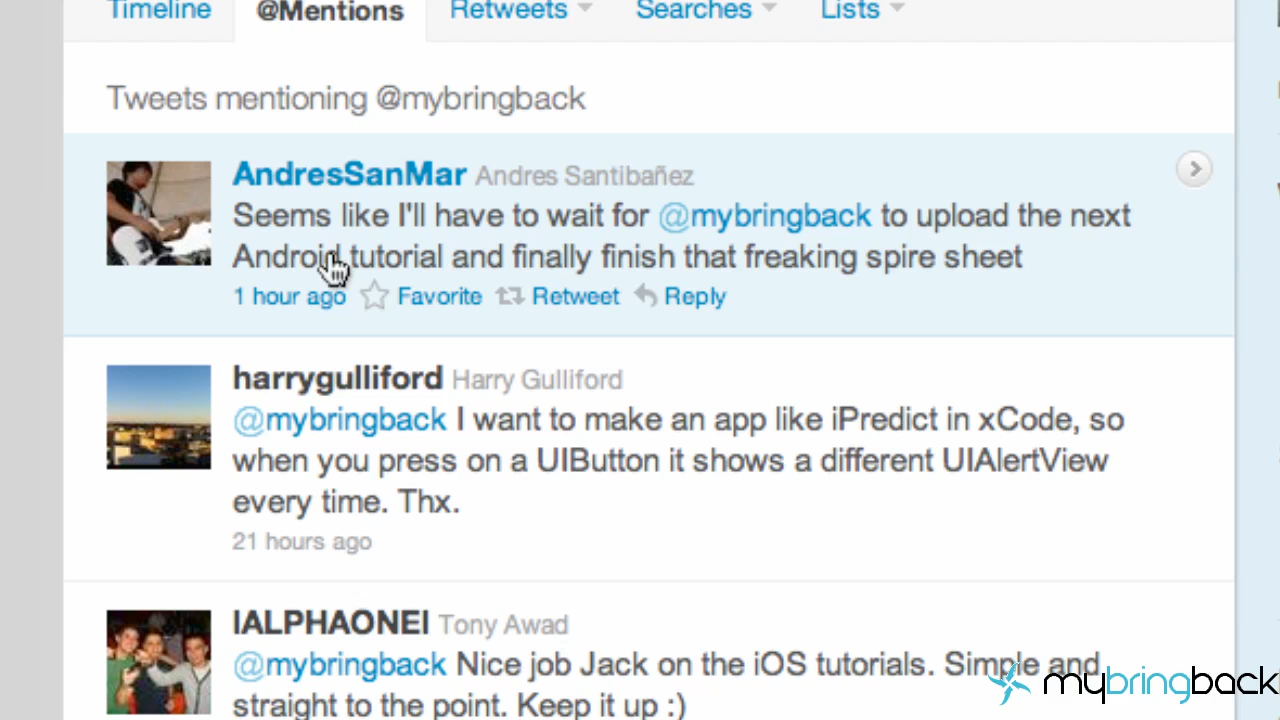 Timeline @Mentions Retweets Searches Lists
Tweets mentioning @mybringback
AndresSanMar Andres Santibañez
Seems like I'll have to wait for @mybringback to upload the next
Android tutorial and finally finish that freaking spire sheet
1 hour ago Favorite Retweet Reply
harrygulliford Harry Gulliford
@mybringback I want to make an app like iPredict in xCode, so
when you press on a UIButton it shows a different UIAlertView
every time. Thx.
21 hours ago
lALPHAONEl Tony Awad
@mybringback Nice job Jack on the iOS tutorials. Simple and
straight to the point. Keep it up :)
mybringback